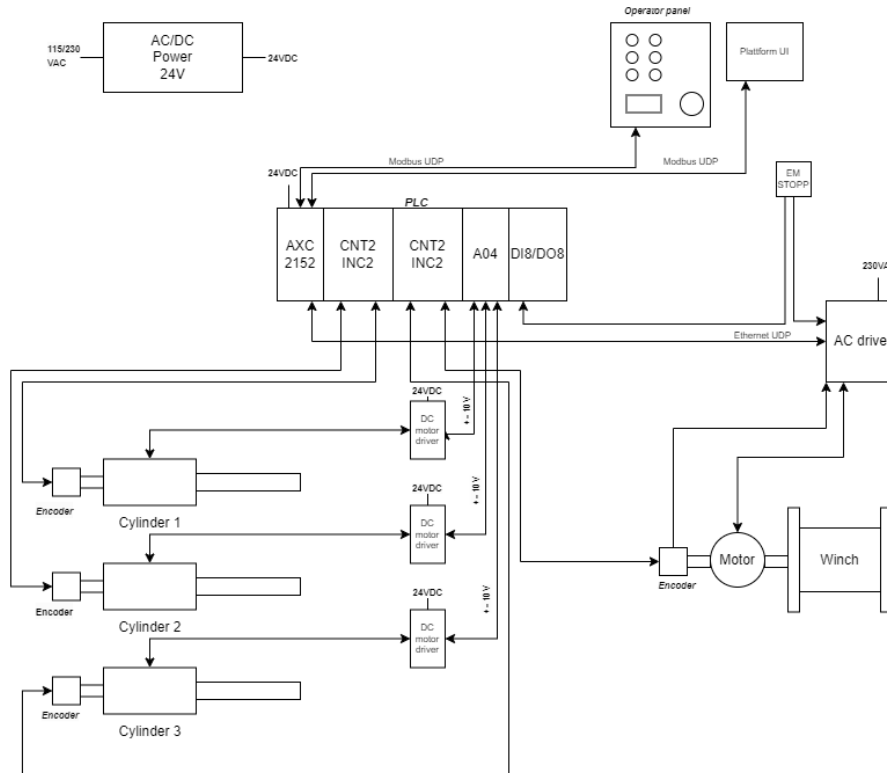 Operator panel
115/230
VAC
AC/DC
Power
24V
24VDC
Plattform UI
Modbus UDP
Modbus UDP
24VDC
EM
STOPP
PLC
AXC
2152
CNT2
INC2
CNT2
INC2
A04
DI8/DO8
230VA
Ethernet UDP
AC drive
24VDC
DC
motor
driver
+ - 10 V
Encoder
Cylinder 1
24VDC
DC
motor
driver
+ - 10 V
Encoder
Cylinder 2
24VDC
DC
motor
driver
+ - 10 V
Encoder
Cylinder 3
Motor
Winch
Encoder